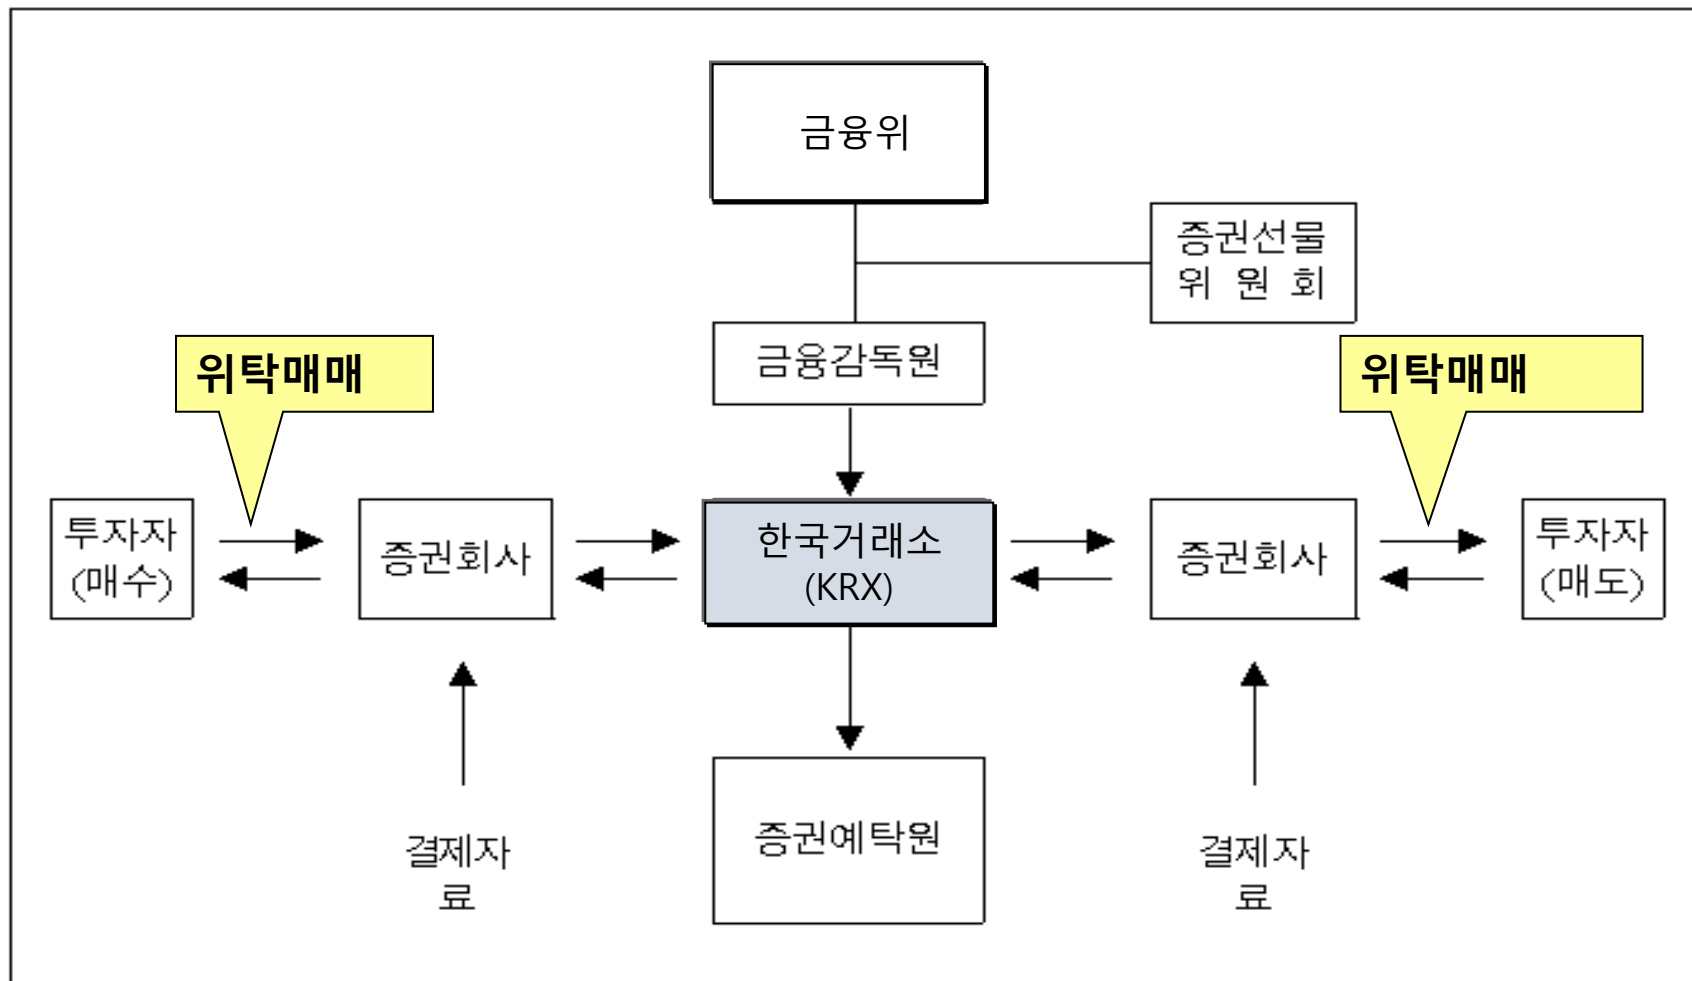 금융위
증권선물
위 원 회
금융감독원
위탁매매
위탁매매
투자자
(매수)
증권회사
한국거래소
(KRX)
증권회사
투자자
(매도)
결제자
료
증권예탁원
결제자
료